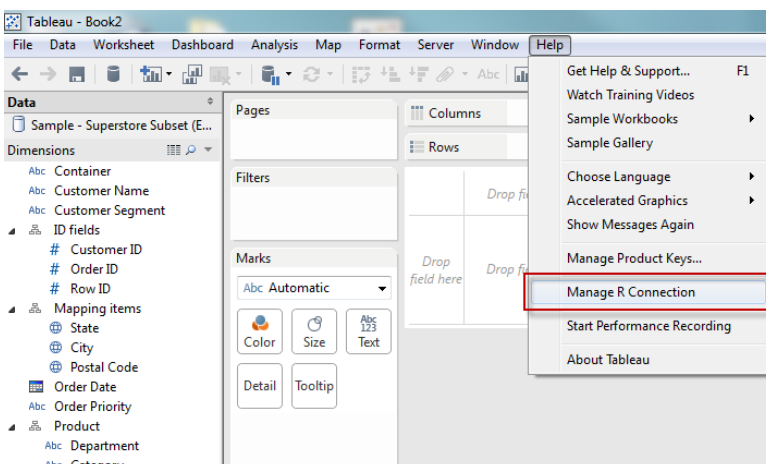 Tableau - Book2
File Data Worksheet Dashboard Analysis Map Format Server Window Help
Abc
Data
Sample - Superstore Subset (E...
Dimensions
Abc Container
Abc Customer Name
Abc Customer Segment
ID fields
# Customer ID
# Order ID
# Row ID
Mapping items
State
City
Postal Code
Order Date
Abc Order Priority
Product
Abc Department
Abc Category
Pages
Filters
Marks
Abc Automatic
Color Size Abc 123 Text
Detail Tooltip
Columns
Rows
Drop
Drop field here
Drop
Get Help & Support... F1
Watch Training Videos
Sample Workbooks
Sample Gallery
Choose Language
Accelerated Graphics
Show Messages Again
Manage Product Keys...
Manage R Connection
Start Performance Recording
About Tableau